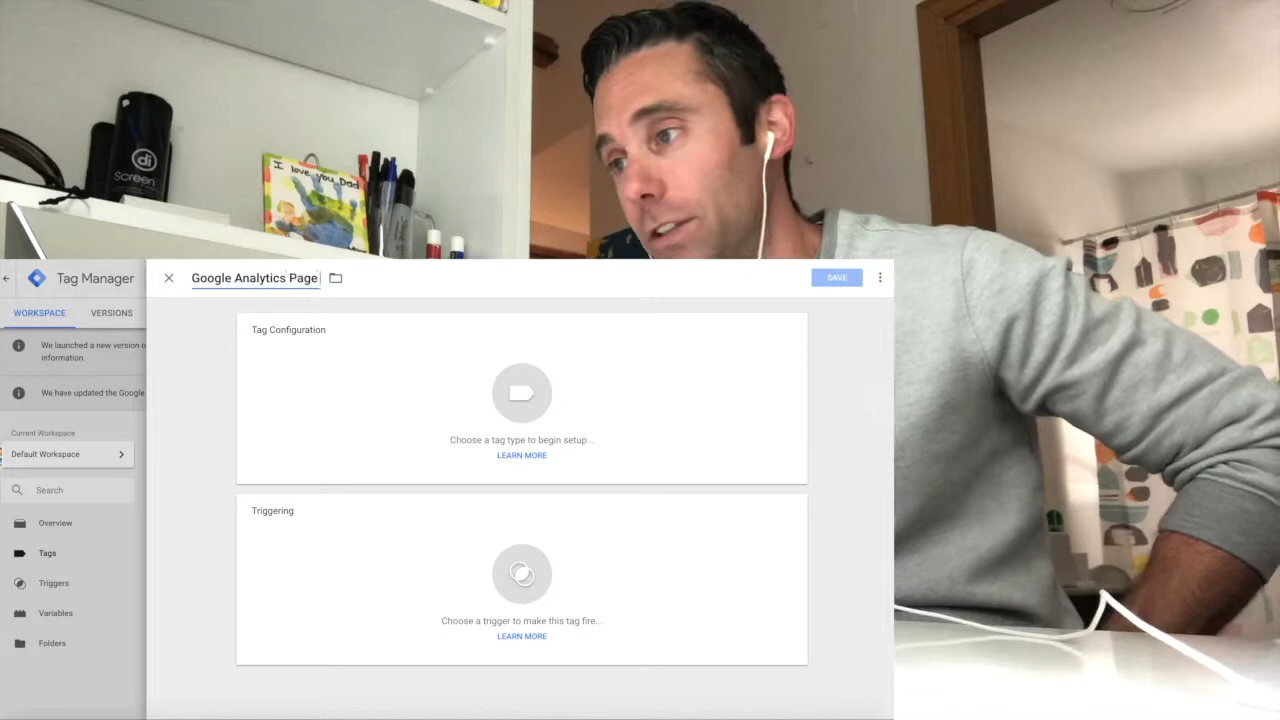 di
Screen
I love you Dad
Tag Manager
Google Analytics Page
SAVE
WORKSPACE
VERSIONS
Tag Configuration
We launched a new version o
information.
We have updated the Google
Choose a tag type to begin setup...
LEARN MORE
Current Workspace
Default Workspace
Search
Triggering
Overview
Tags
Triggers
Variables
Folders
Choose a trigger to make this tag fire...
LEARN MORE